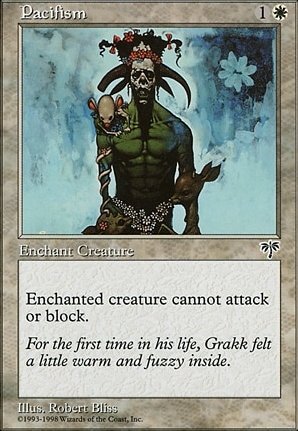 Pacifism 1
Enchant Creature
Enchanted creature cannot attack
or block.
For the first time in his life, Grakk felt
a little warm and fuzzy inside.
Illus. Robert Bliss
©1993-1998 Wizards of the Coast, Inc.